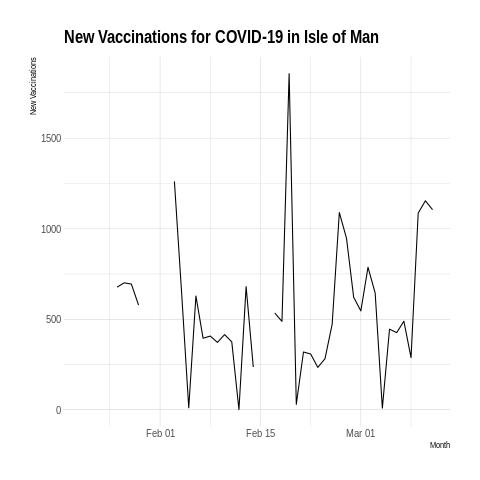 New Vaccinations for COVID-19 in Isle of Man
New Vaccinations
1500
1000
500
0
Feb 01
Feb 15
Mar 01
Month